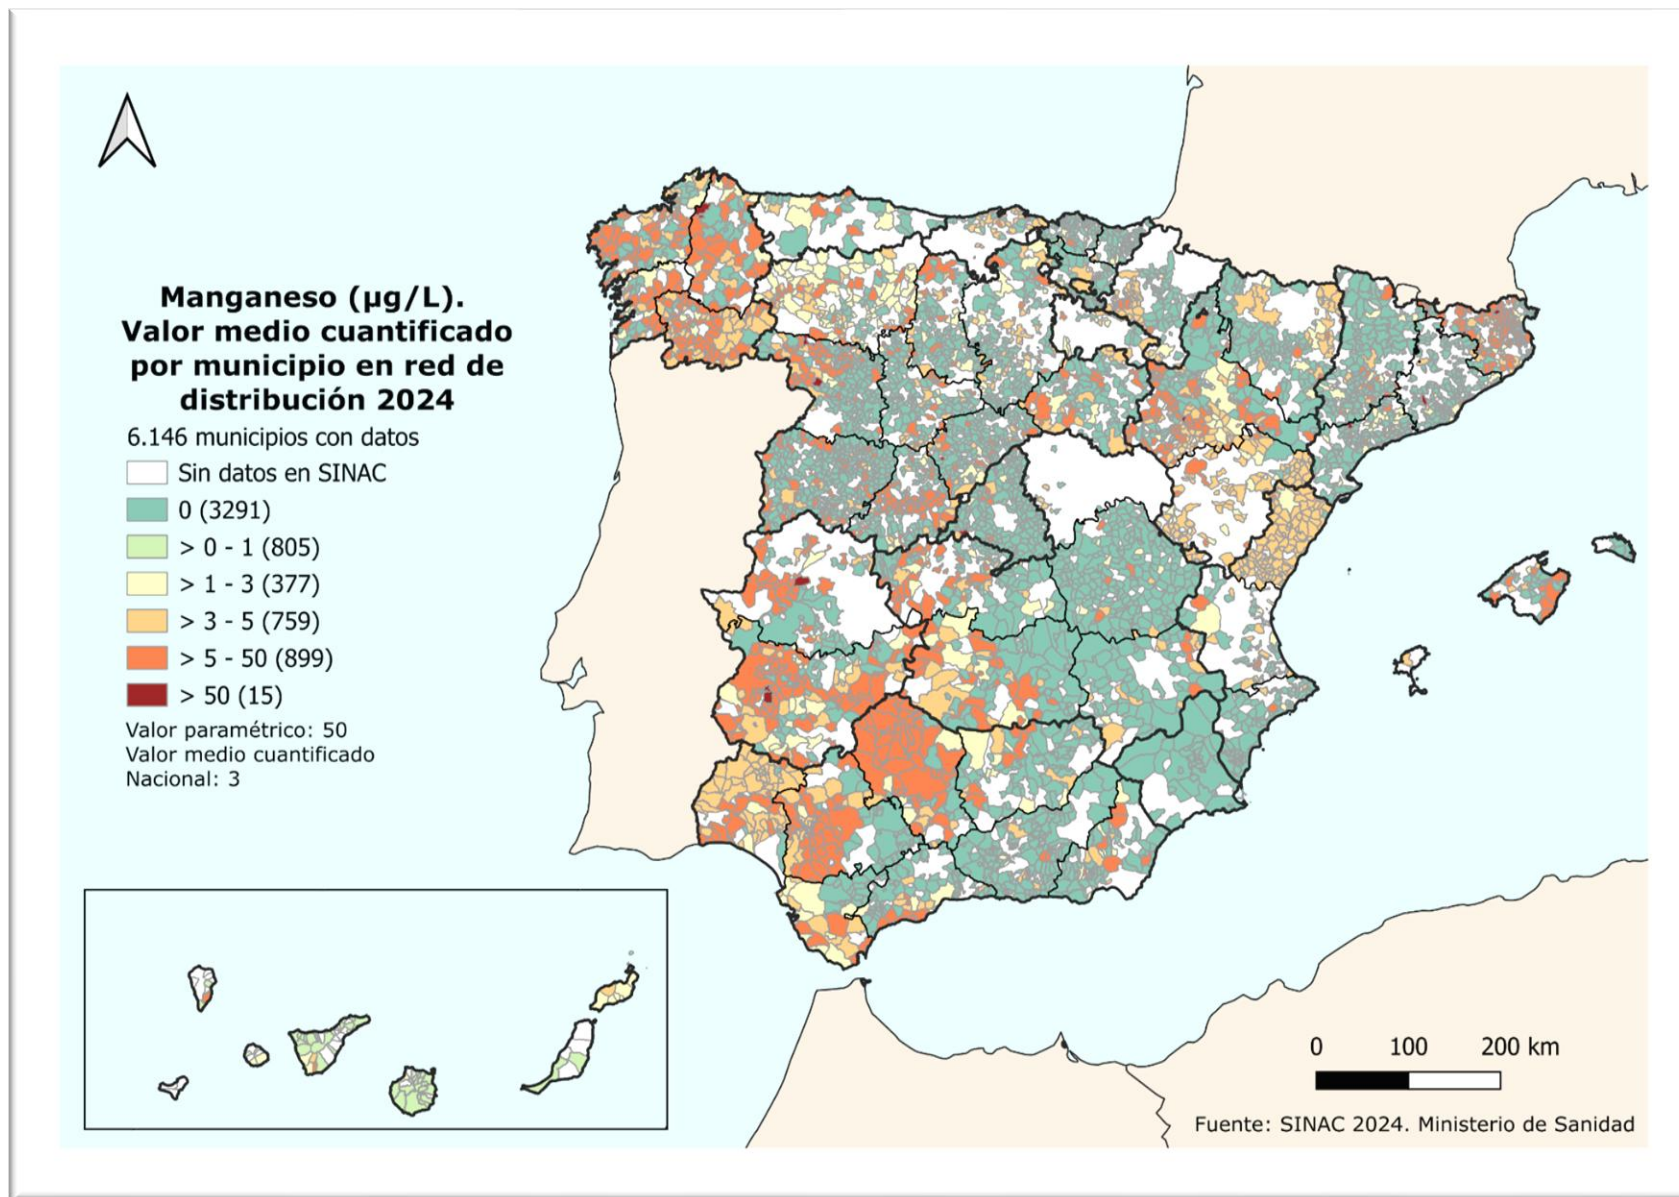 Manganeso (µg/L).
Valor medio cuantificado
por municipio en red de
distribución 2024
6.146 municipios con datos
Sin datos en SINAC
0 (3291)
> 0 - 1 (805)
> 1 - 3 (377)
> 3 - 5 (759)
> 5 - 50 (899)
> 50 (15)
Valor paramétrico: 50
Valor medio cuantificado
Nacional: 3
0 100 200 km
Fuente: SINAC 2024. Ministerio de Sanidad